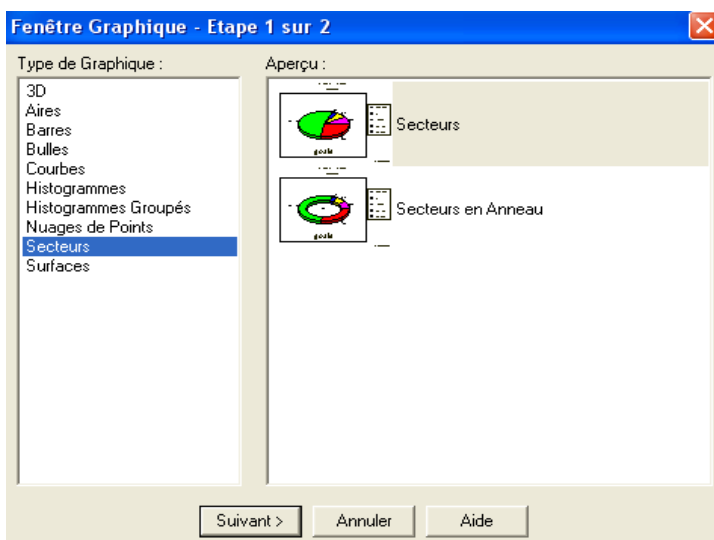 Fenêtre Graphique - Etape 1 sur 2
Type de Graphique :
Aperçu :
3D
Aires
Barres
Bulles
Courbes
Histogrammes
Histogrammes Groupés
Nuages de Points
Secteurs
Surfaces
Secteurs
Secteurs en Anneau
Suivant >
Annuler
Aide